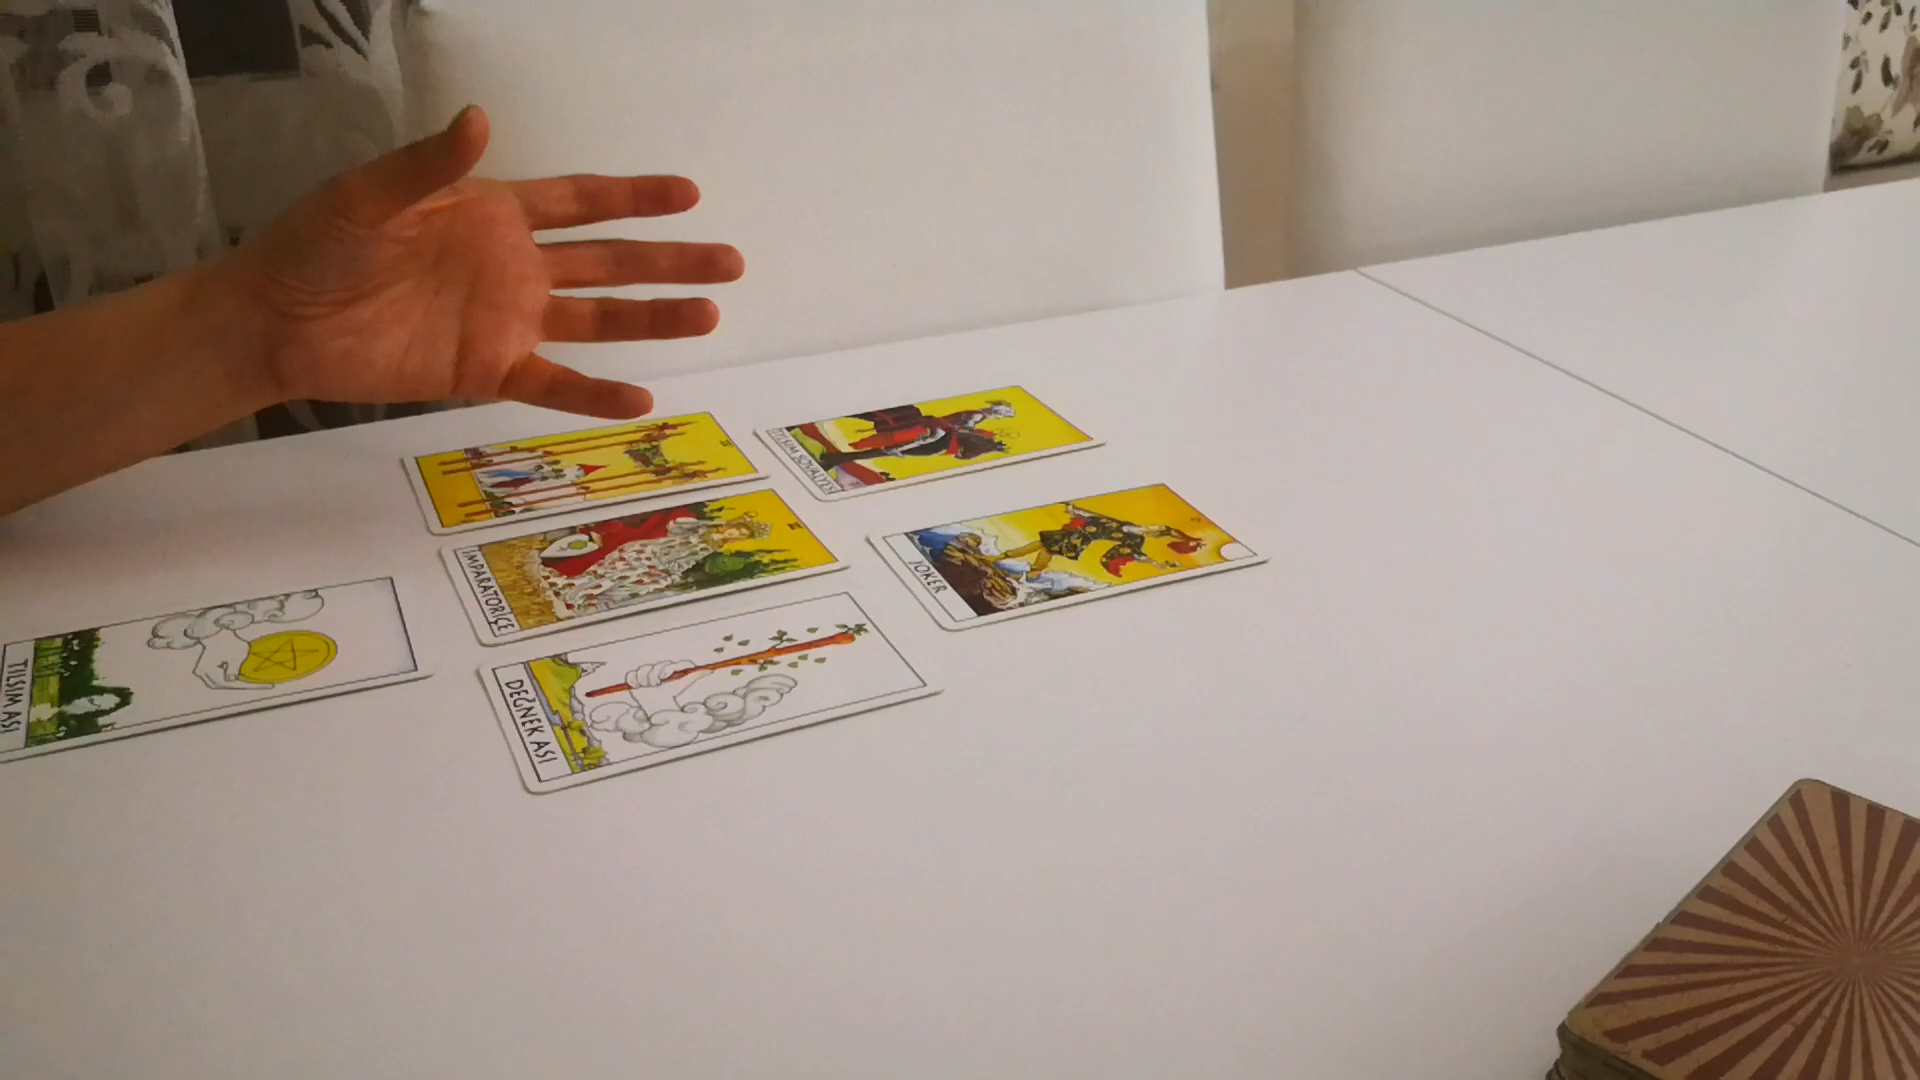 TILSIM ŞÖVALYESİ
İMPARATORİÇE
JOKER
TILSIM ASI
DEĞNEK ASI